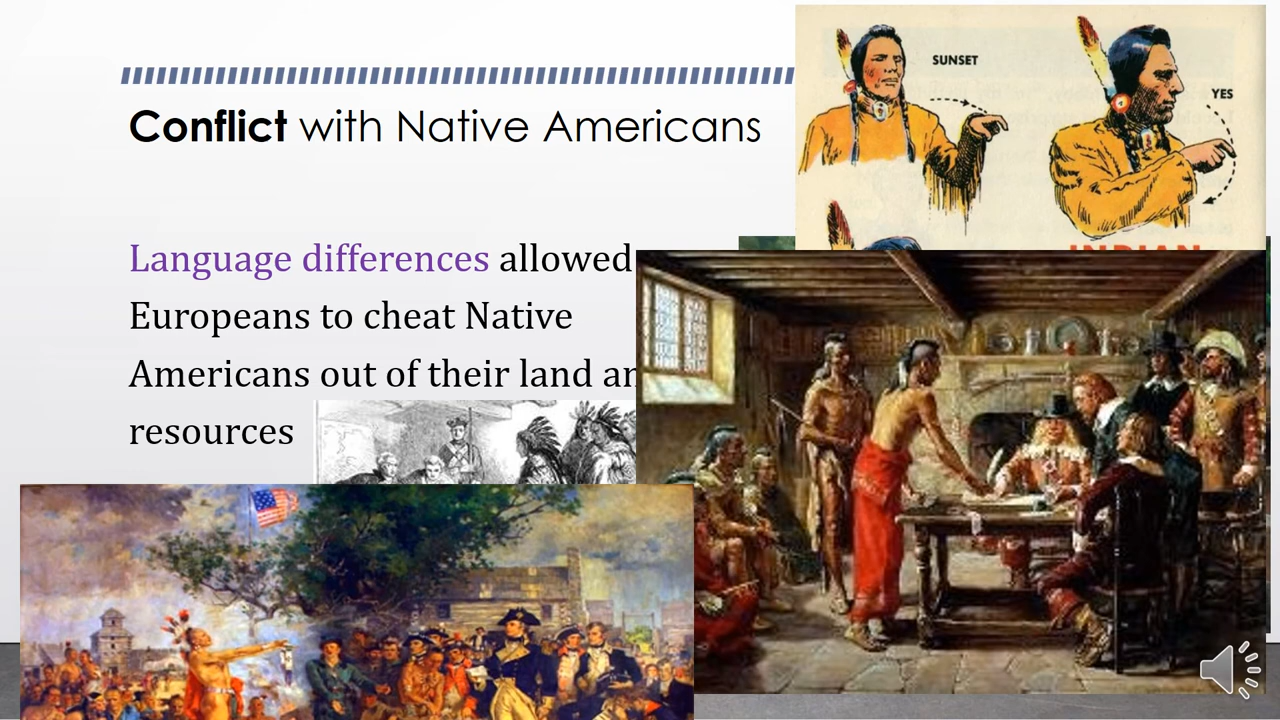 Conflict with Native Americans
SUNSET
YES
Language differences allowed
Europeans to cheat Native
Americans out of their land
resources